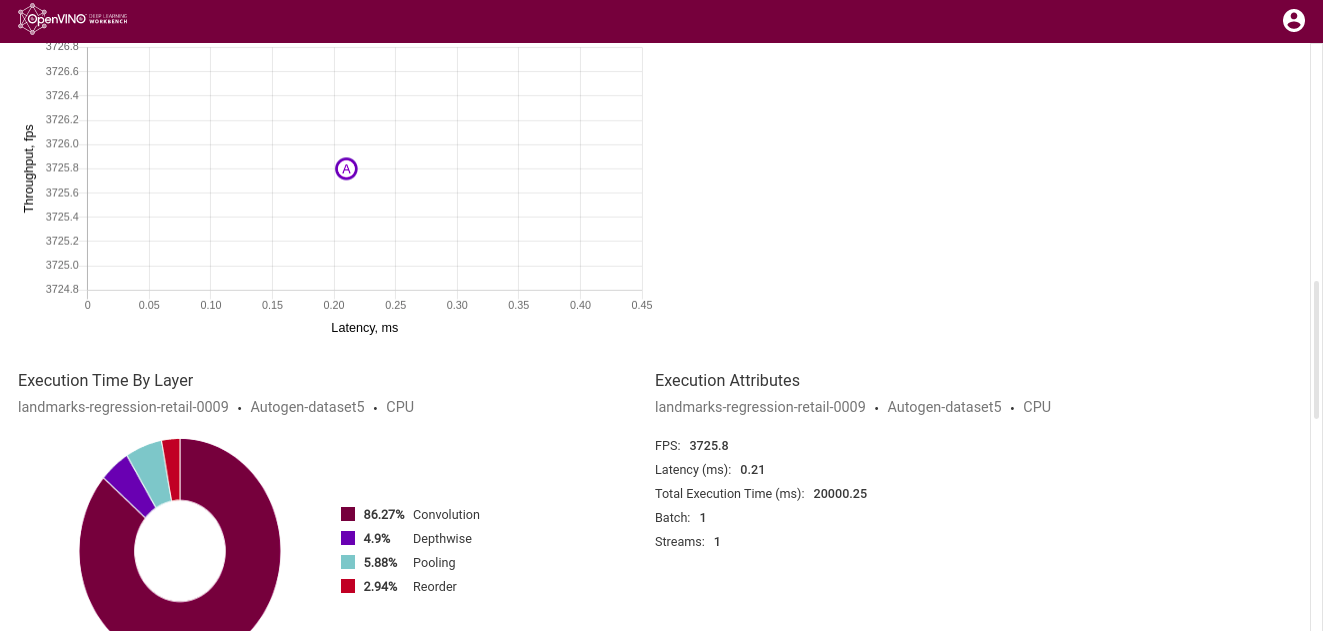 OpenVINO DEEP LEARNING WORKBENCH
3726.8
3726.6
3726.4
3726.2
3726.0
3725.8
3725.6
3725.4
3725.2
3725.0
3724.8
Throughput, fps
A
0 0.05 0.10 0.15 0.20 0.25 0.30 0.35 0.40 0.45
Latency, ms
Execution Time By Layer
landmarks-regression-retail-0009 • Autogen-dataset5 • CPU
86.27% Convolution
4.9% Depthwise
5.88% Pooling
2.94% Reorder
Execution Attributes
landmarks-regression-retail-0009 • Autogen-dataset5 • CPU
FPS: 3725.8
Latency (ms): 0.21
Total Execution Time (ms): 20000.25
Batch: 1
Streams: 1